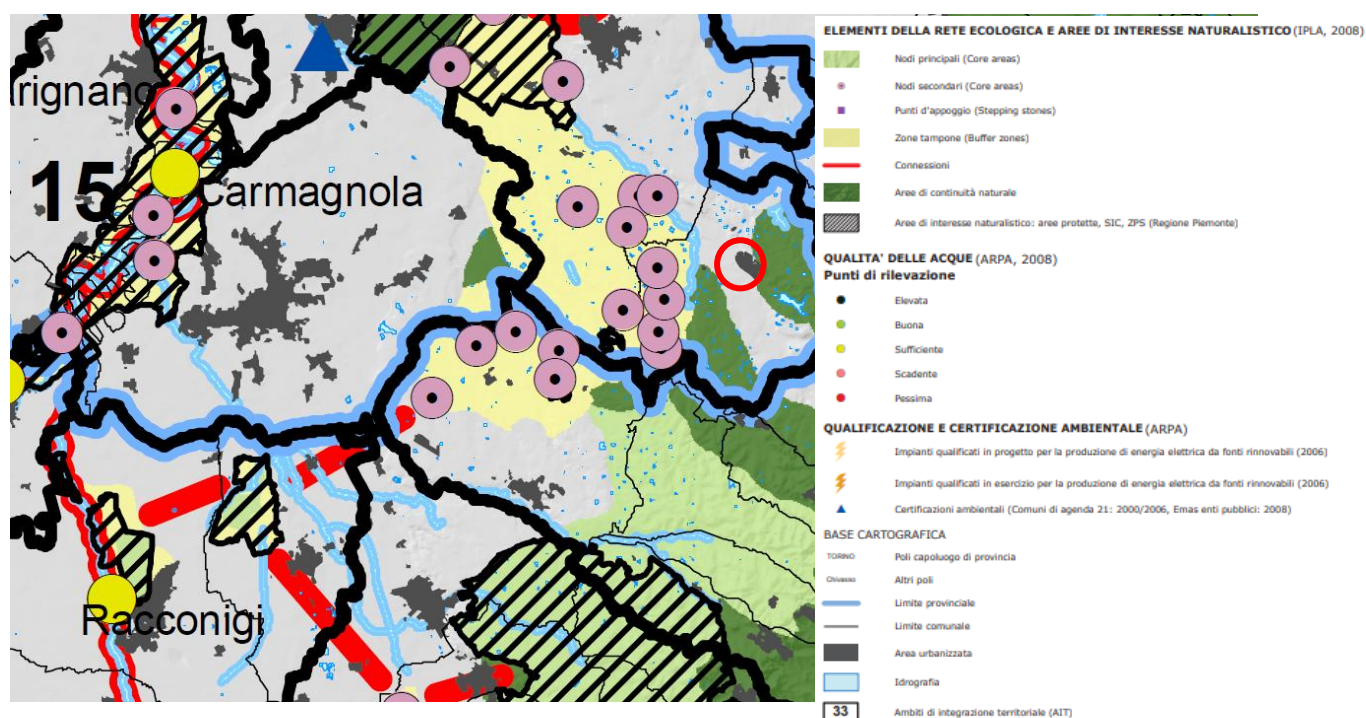 rignano
15
Carmagnola
Racconigi
ELEMENTI DELLA RETE ECOLOGICA E AREE DI INTERESSE NATURALISTICO (IPLA, 2008)
Nodi principali (Core areas)
Nodi secondari (Core areas)
Punti d'appoggio (Stepping stones)
Zone tampone (Buffer zones)
Connessioni
Aree di continuità naturale
Aree di interesse naturalistico: aree protette, SIC, ZPS (Regione Piemonte)
QUALITA' DELLE ACQUE (ARPA, 2008)
Punti di rilevazione
Elevata
Buona
Sufficiente
Scadente
Pessima
QUALIFICAZIONE E CERTIFICAZIONE AMBIENTALE (ARPA)
Impianti qualificati in progetto per la produzione di energia elettrica da fonti rinnovabili (2006)
Impianti qualificati in esercizio per la produzione di energia elettrica da fonti rinnovabili (2006)
Certificazioni ambientali (Comuni di agenda 21: 2000/2006, Emas enti pubblici: 2008)
BASE CARTOGRAFICA
TORINO Poli capoluogo di provincia
Chivasso Altri poli
Limite provinciale
Limite comunale
Area urbanizzata
Idrografia
33 Ambiti di integrazione territoriale (AIT)